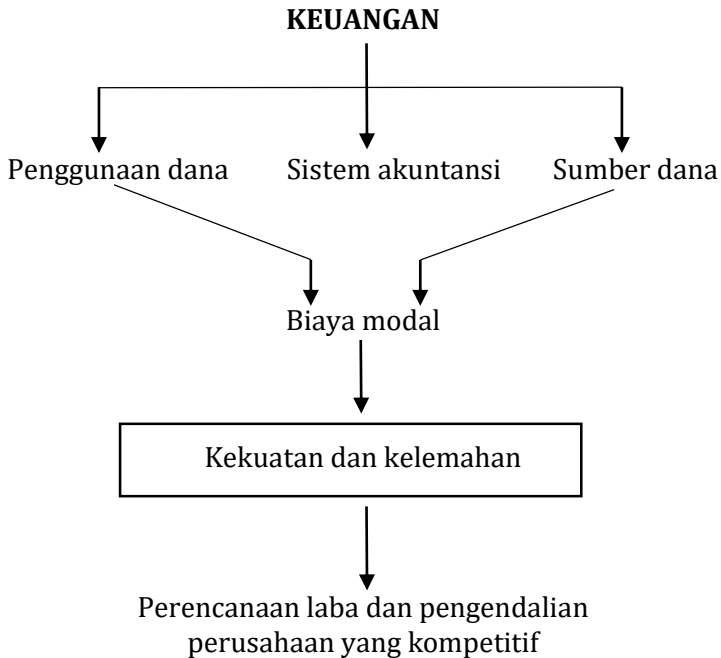 KEUANGAN
Penggunaan dana
Sistem akuntansi
Sumber dana
Biaya modal
Kekuatan dan kelemahan
Perencanaan laba dan pengendalian
perusahaan yang kompetitif